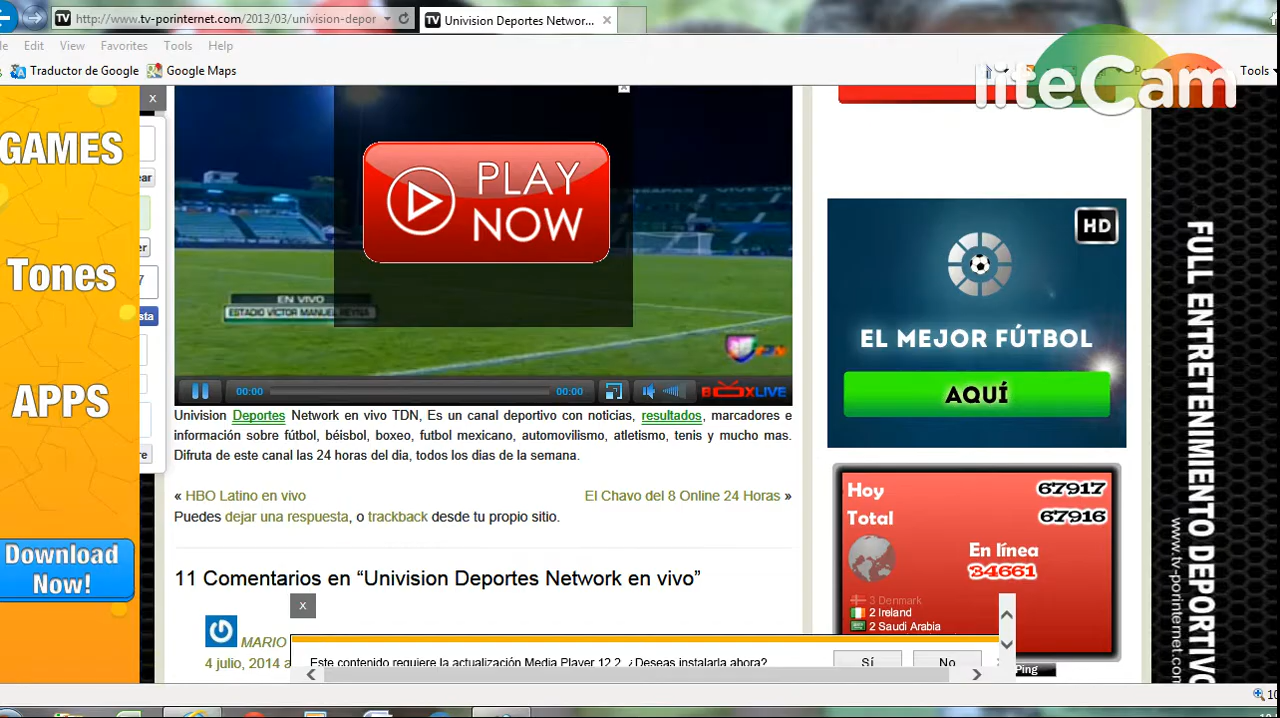 http://www.tv-porinternet.com/2013/03/univision-depor
TV Univision Deportes Networ...
Edit View Favorites Tools Help
Traductor de Google Google Maps
Tools
liteCam
GAMES
Tones
APPS
Download
Now!
x
PLAY
NOW
EN VIVO
ESTADIO VICTOR MANUEL REYNA
00:00 00:00
BOXLIVE
Univision Deportes Network en vivo TDN, Es un canal deportivo con noticias, resultados, marcadores e
información sobre fútbol, béisbol, boxeo, futbol mexicano, automovilismo, atletismo, tenis y mucho mas.
Difruta de este canal las 24 horas del dia, todos los dias de la semana.
« HBO Latino en vivo
El Chavo del 8 Online 24 Horas »
Puedes dejar una respuesta, o trackback desde tu propio sitio.
11 Comentarios en “Univision Deportes Network en vivo”
x
MARIO
4 julio, 2014 a
Este contenido requiere la actualización Media Player 12.2. ¿Deseas instalarla ahora?
Sí No
HD
EL MEJOR FÚTBOL
AQUÍ
Hoy 67917
Total 67916
En línea
34661
3 Denmark
2 Ireland
2 Saudi Arabia
Ping
FULL ENTRETENIMIENTO DEPORTIVO
www.tv-porinternet.com